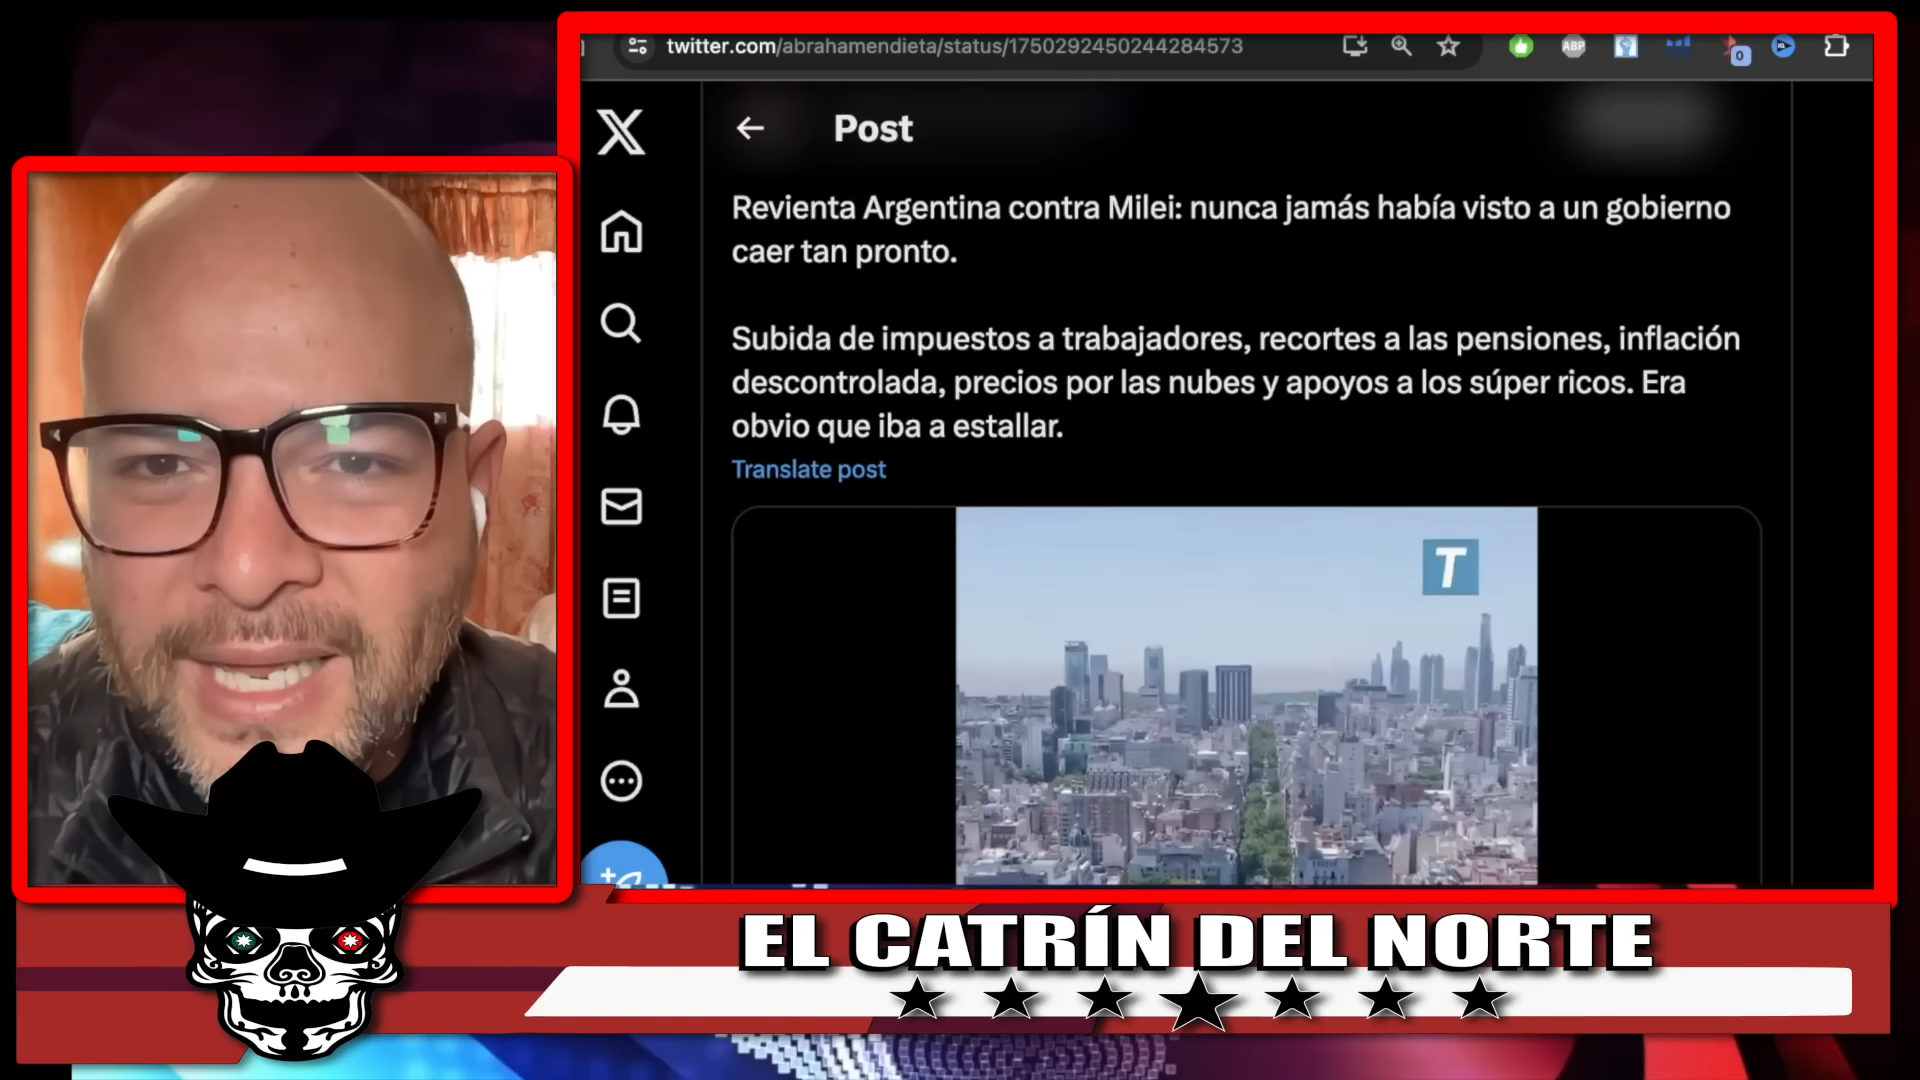 twitter.com/abrahamendieta/status/1750292450244284573
ABP
0
X
Post
Revienta Argentina contra Milei: nunca jamás había visto a un gobierno
caer tan pronto.
Subida de impuestos a trabajadores, recortes a las pensiones, inflación
descontrolada, precios por las nubes y apoyos a los súper ricos. Era
obvio que iba a estallar.
Translate post
T
EL CATRÍN DEL NORTE